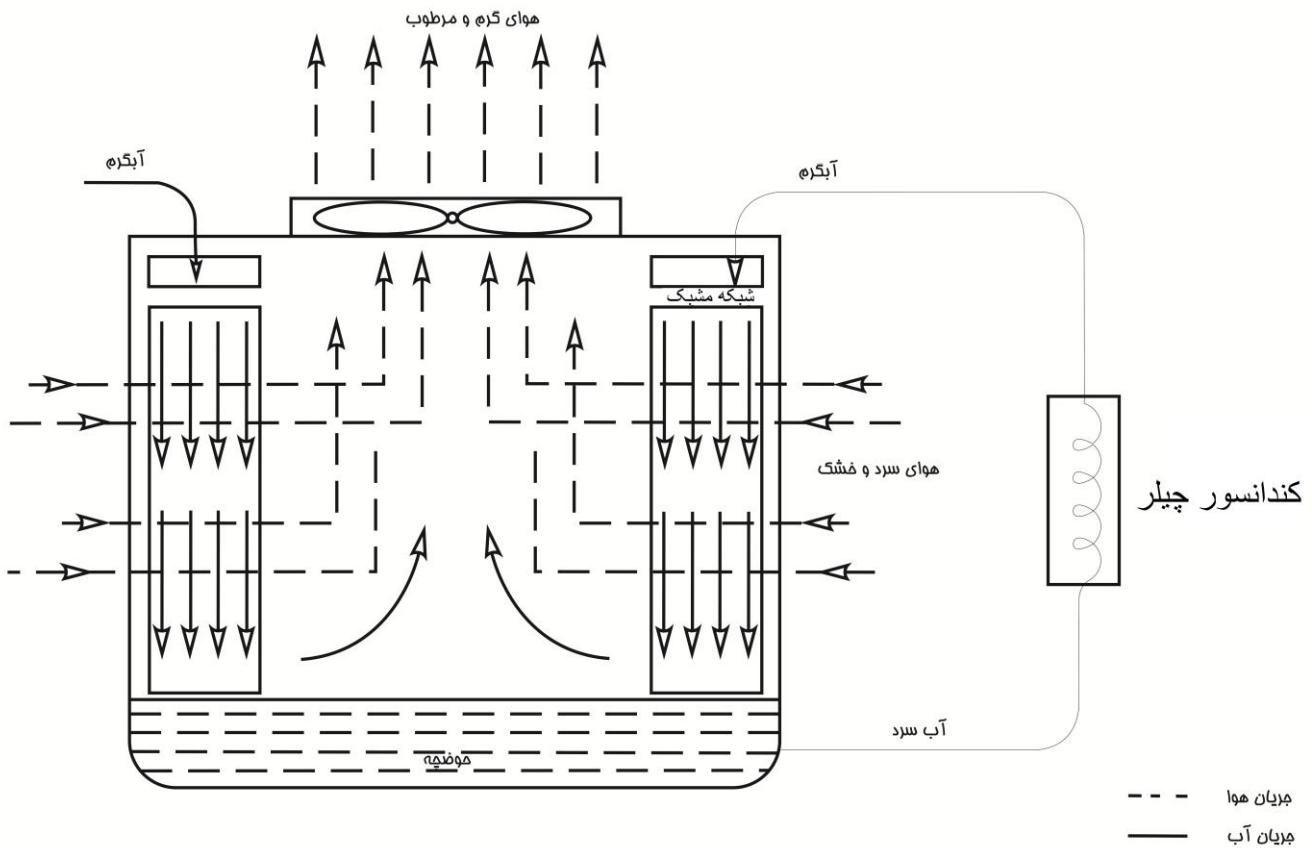 هوای گرم و مرطوب
آبگرم
آبگرم
شبکه مشبک
هوای سرد و خشک
کندانسور چیلر
آب سرد
حوضچه
جریان هوا
جریان آب